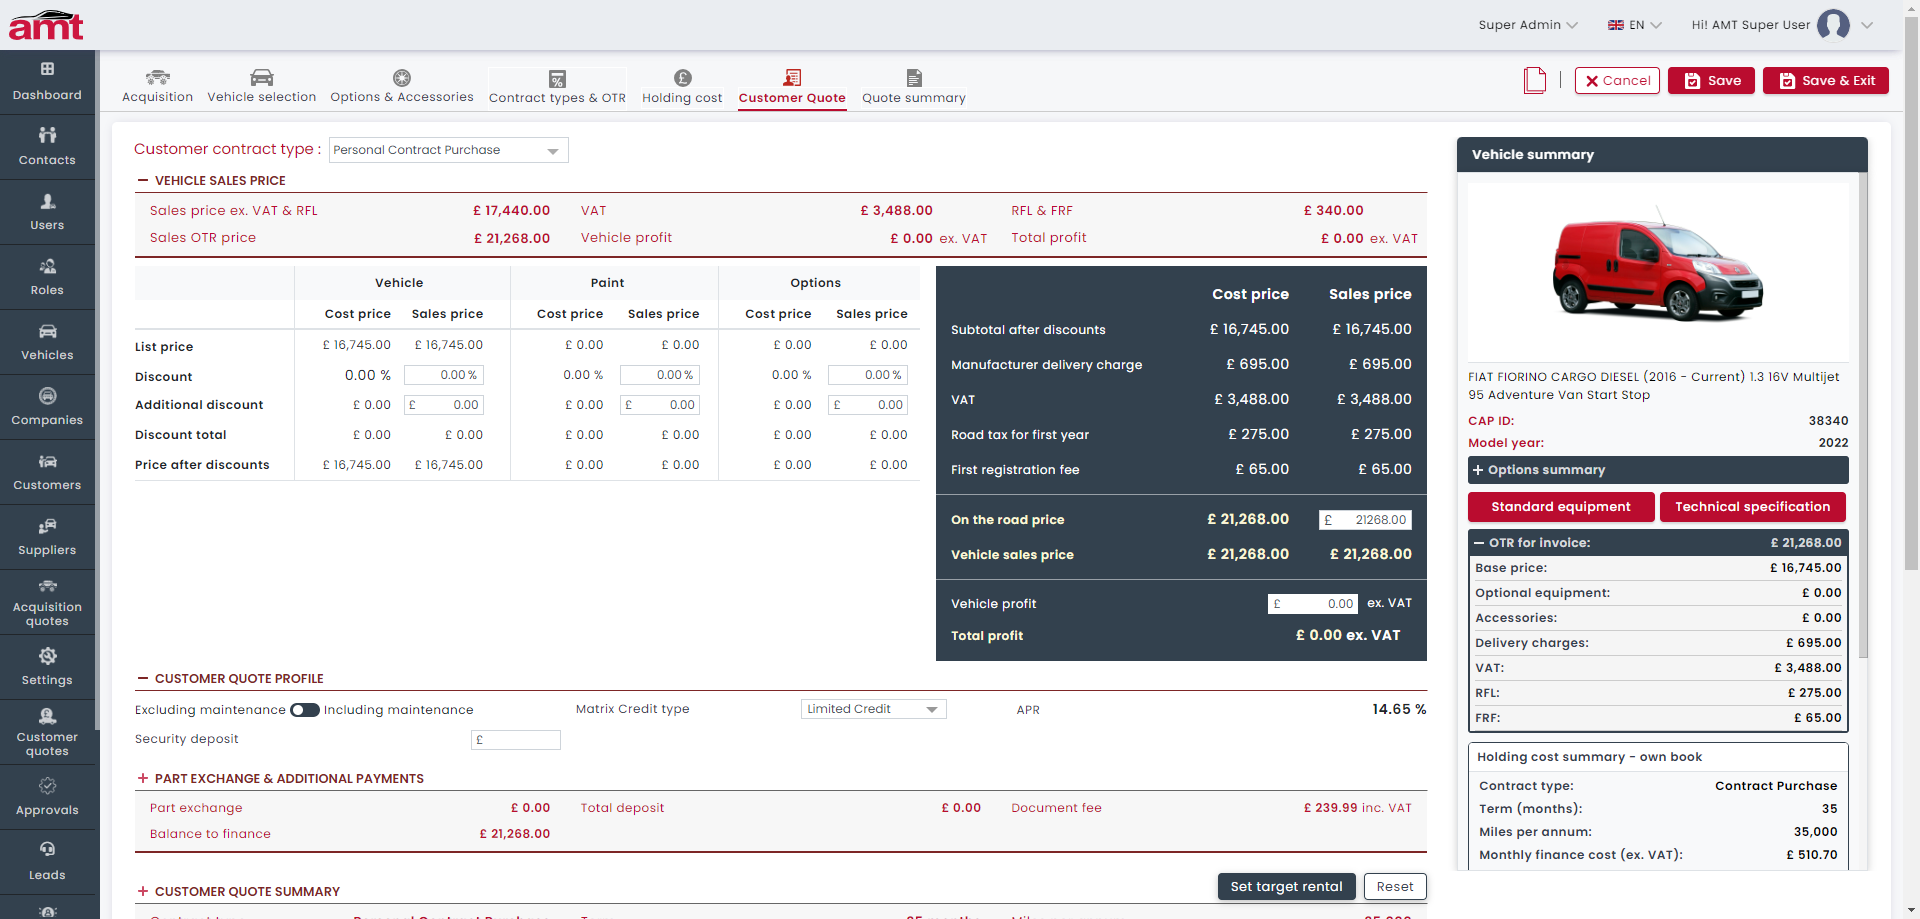 amt
Super Admin
EN
Hi! AMT Super User
Dashboard
Contacts
Users
Roles
Vehicles
Companies
Customers
Suppliers
Acquisition
quotes
Settings
Customer
quotes
Approvals
Leads
Acquisition
Vehicle selection
Options & Accessories
Contract types & OTR
Holding cost
Customer Quote
Quote summary
Cancel
Save
Save & Exit
Customer contract type : Personal Contract Purchase
VEHICLE SALES PRICE
Sales price ex. VAT & RFL £ 17,440.00 VAT £ 3,488.00 RFL & FRF £ 340.00
Sales OTR price £ 21,268.00 Vehicle profit £ 0.00 ex. VAT Total profit £ 0.00 ex. VAT
Vehicle Paint Options
Cost price Sales price Cost price Sales price Cost price Sales price
List price £ 16,745.00 £ 16,745.00 £ 0.00 £ 0.00 £ 0.00 £ 0.00
Discount 0.00 % 0.00 % 0.00 % 0.00 % 0.00 % 0.00 %
Additional discount £ 0.00 £ 0.00 £ 0.00 £ 0.00 £ 0.00 £ 0.00
Discount total £ 0.00 £ 0.00 £ 0.00 £ 0.00 £ 0.00 £ 0.00
Price after discounts £ 16,745.00 £ 16,745.00 £ 0.00 £ 0.00 £ 0.00 £ 0.00
Cost price Sales price
Subtotal after discounts £ 16,745.00 £ 16,745.00
Manufacturer delivery charge £ 695.00 £ 695.00
VAT £ 3,488.00 £ 3,488.00
Road tax for first year £ 275.00 £ 275.00
First registration fee £ 65.00 £ 65.00
On the road price £ 21,268.00 £ 21268.00
Vehicle sales price £ 21,268.00 £ 21,268.00
Vehicle profit £ 0.00 ex. VAT
Total profit £ 0.00 ex. VAT
CUSTOMER QUOTE PROFILE
Excluding maintenance Including maintenance Matrix Credit type Limited Credit APR 14.65 %
Security deposit £
PART EXCHANGE & ADDITIONAL PAYMENTS
Part exchange £ 0.00 Total deposit £ 0.00 Document fee £ 239.99 inc. VAT
Balance to finance £ 21,268.00
CUSTOMER QUOTE SUMMARY
Set target rental Reset
Vehicle summary
FIAT FIORINO CARGO DIESEL (2016 - Current) 1.3 16V Multijet
95 Adventure Van Start Stop
CAP ID: 38340
Model year: 2022
Options summary
Standard equipment Technical specification
OTR for invoice: £ 21,268.00
Base price: £ 16,745.00
Optional equipment: £ 0.00
Accessories: £ 0.00
Delivery charges: £ 695.00
VAT: £ 3,488.00
RFL: £ 275.00
FRF: £ 65.00
Holding cost summary - own book
Contract type: Contract Purchase
Term (months): 35
Miles per annum: 35,000
Monthly finance cost (ex. VAT): £ 510.70